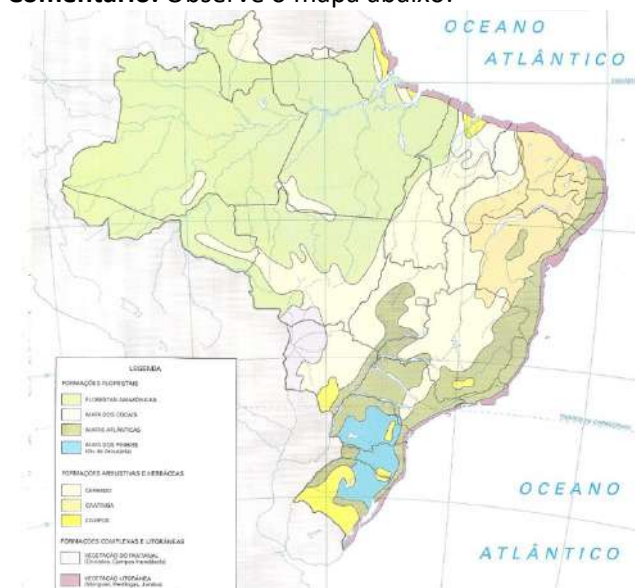 Comentário: Observe o mapa abaixo:
OCEANO
ATLÂNTICO
LEGENDA
FORMAÇÕES FLORESTAIS
FLORESTAS AMAZÔNICAS
MATA DOS COCAIS
MATAS ATLÂNTICAS
MATA DOS PINHAIS
FORMAÇÕES ARBUSTIVAS E HERBÁCEAS
CERRADO
CAATINGA
CAMPOS
FORMAÇÕES COMPLEXAS E LITORÂNEAS
VEGETAÇÃO DO PANTANAL
VEGETAÇÃO LITORÂNEA
OCEANO
ATLÂNTICO